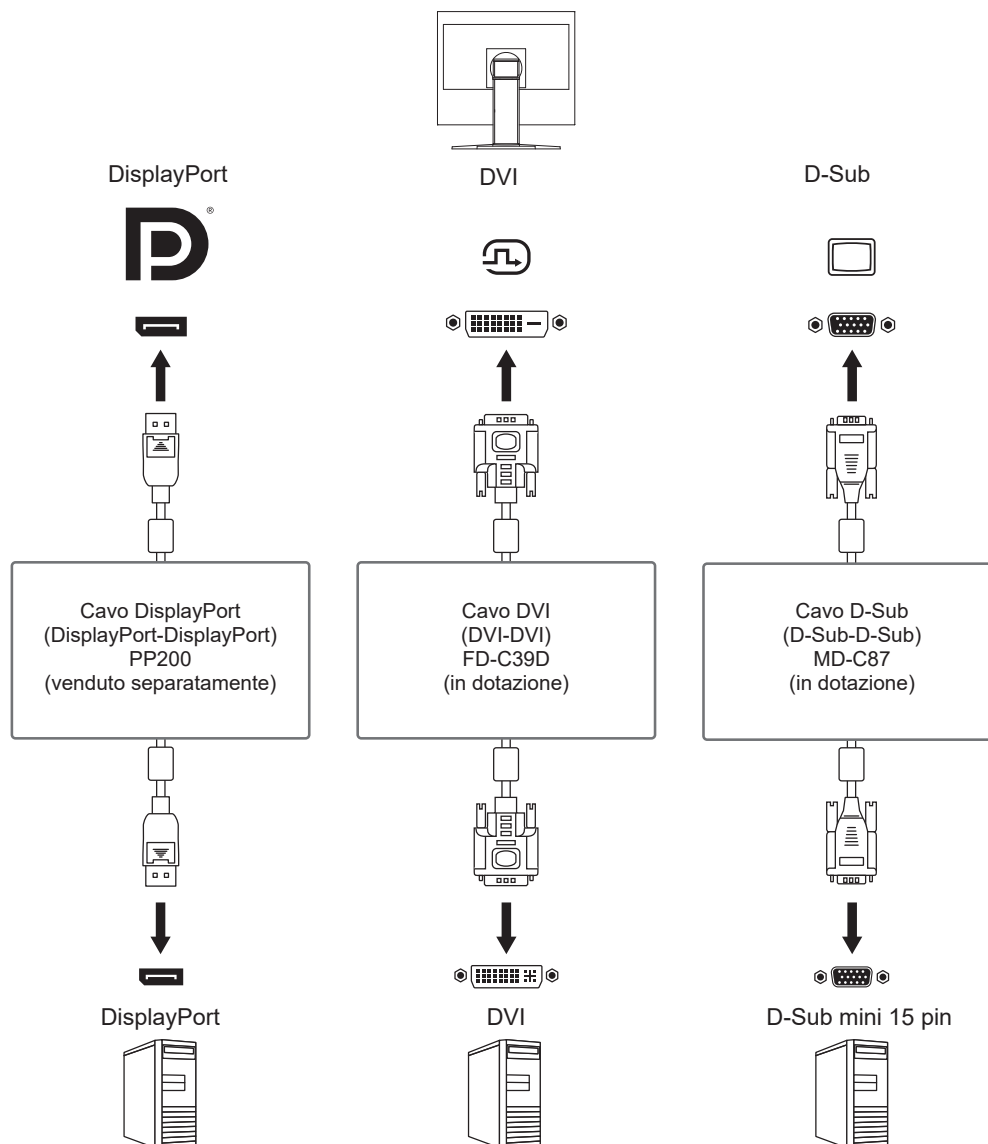 DisplayPort
DVI
D-Sub
Cavo DisplayPort
(DisplayPort-DisplayPort)
PP200
(venduto separatamente)
Cavo DVI
(DVI-DVI)
FD-C39D
(in dotazione)
Cavo D-Sub
(D-Sub-D-Sub)
MD-C87
(in dotazione)
DisplayPort
DVI
D-Sub mini 15 pin